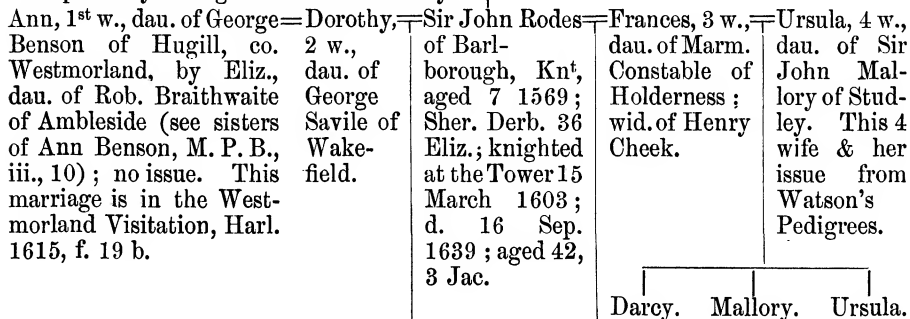 Ann, 1st w., dau. of George=Dorothy,=Sir John Rodes=Frances, 3 w.,=Ursula, 4 w.,
Benson of Hugill, co.
Westmorland, by Eliz.,
dau. of Rob. Braithwaite
of Ambleside (see sisters
of Ann Benson, M. P. B.,
iii., 10) ; no issue. This
marriage is in the West-
morland Visitation, Harl.
1615, f. 19 b.
2 w.,
dau. of
George
Savile of
Wake-
field.
of Barl-
borough, Knt,
aged 7 1569 ;
Sher. Derb. 36
Eliz.; knighted
at the Tower 15
March 1603 ;
d. 16 Sep.
1639 ; aged 42,
3 Jac.
dau. of Marm.
Constable of
Holderness ;
wid. of Henry
Cheek.
dau. of Sir
John Mal-
lory of Stud-
ley. This 4
wife & her
issue from
Watson's
Pedigrees.
Darcy. Mallory. Ursula.